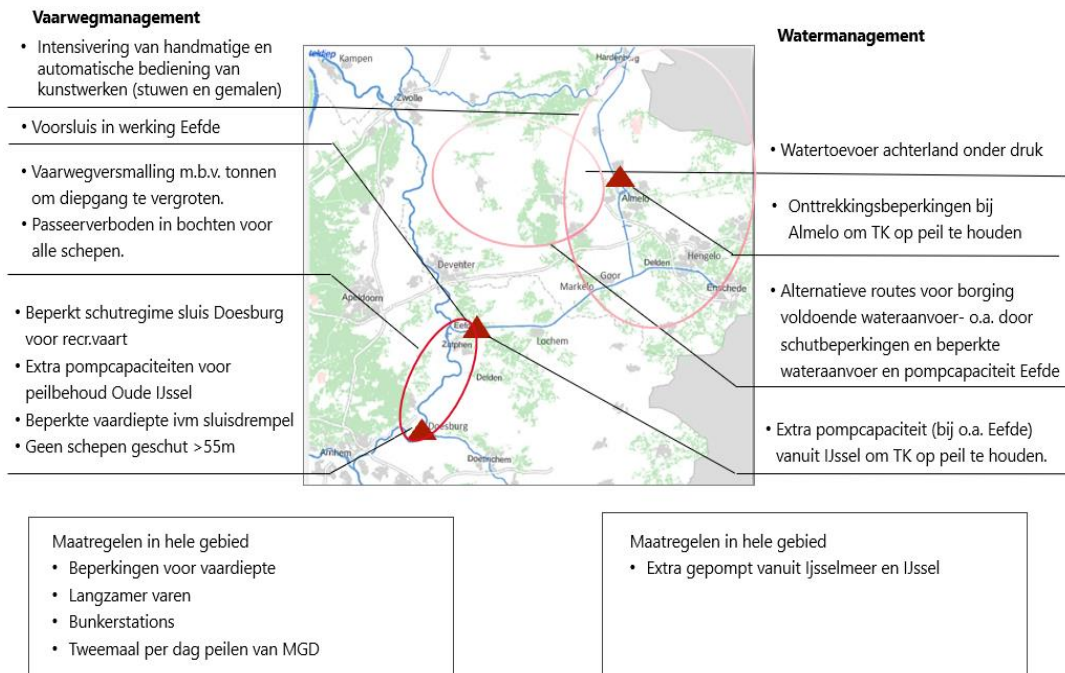 Vaarwegmanagement
• Intensivering van handmatige en
automatische bediening van
kunstwerken (stuwen en gemalen)
• Voorsluis in werking Eefde
• Vaarwegversmalling m.b.v. tonnen
om diepgang te vergroten.
• Passeerverboden in bochten voor
alle schepen.
• Beperkt schutregime sluis Doesburg
voor recr.vaart
• Extra pompcapaciteiten voor
peilbehoud Oude IJssel
• Beperkte vaardiepte ivm sluisdrempel
• Geen schepen geschut >55m
Kampen
Hardenberg
Zwolle
Almelo
Deventer
Delden
Hengelo
Goor
Markelo
Enschede
Apeldoorn
Zutphen
Lochem
Delden
Doesburg
Arnhem
Doetinchem
Watermanagement
• Watertoevoer achterland onder druk
• Onttrekkingsbeperkingen bij
Almelo om TK op peil te houden
• Alternatieve routes voor borging
voldoende wateraanvoer- o.a. door
schutbeperkingen en beperkte
wateraanvoer en pompcapaciteit Eefde
• Extra pompcapaciteit (bij o.a. Eefde)
vanuit IJssel om TK op peil te houden.
Maatregelen in hele gebied
• Beperkingen voor vaardiepte
• Langzamer varen
• Bunkerstations
• Tweemaal per dag peilen van MGD
Maatregelen in hele gebied
• Extra gepompt vanuit Ijsselmeer en IJssel